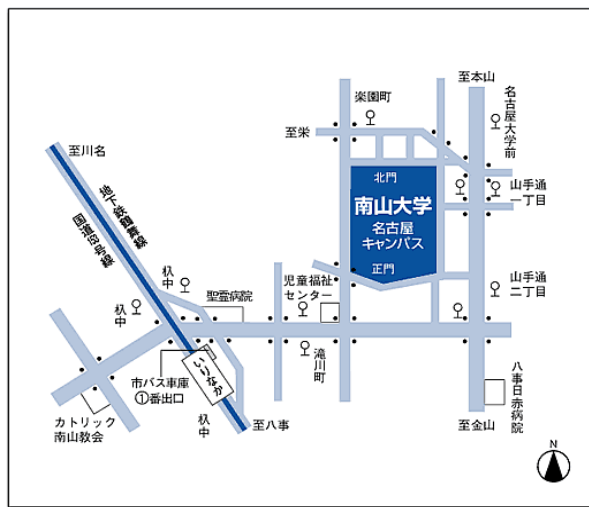 至本山
楽園町
名古屋大学前
至栄
至川名
北門
山手通
一丁目
南山大学
名古屋
キャンパス
地下鉄鶴舞線
国道153号線
正門
児童福祉
センター
山手通
二丁目
杁中
聖霊病院
杁中
滝川町
いりなか
市バス車庫
①番出口
八事日赤病院
カトリック
南山教会
杁中
至八事
至金山
N